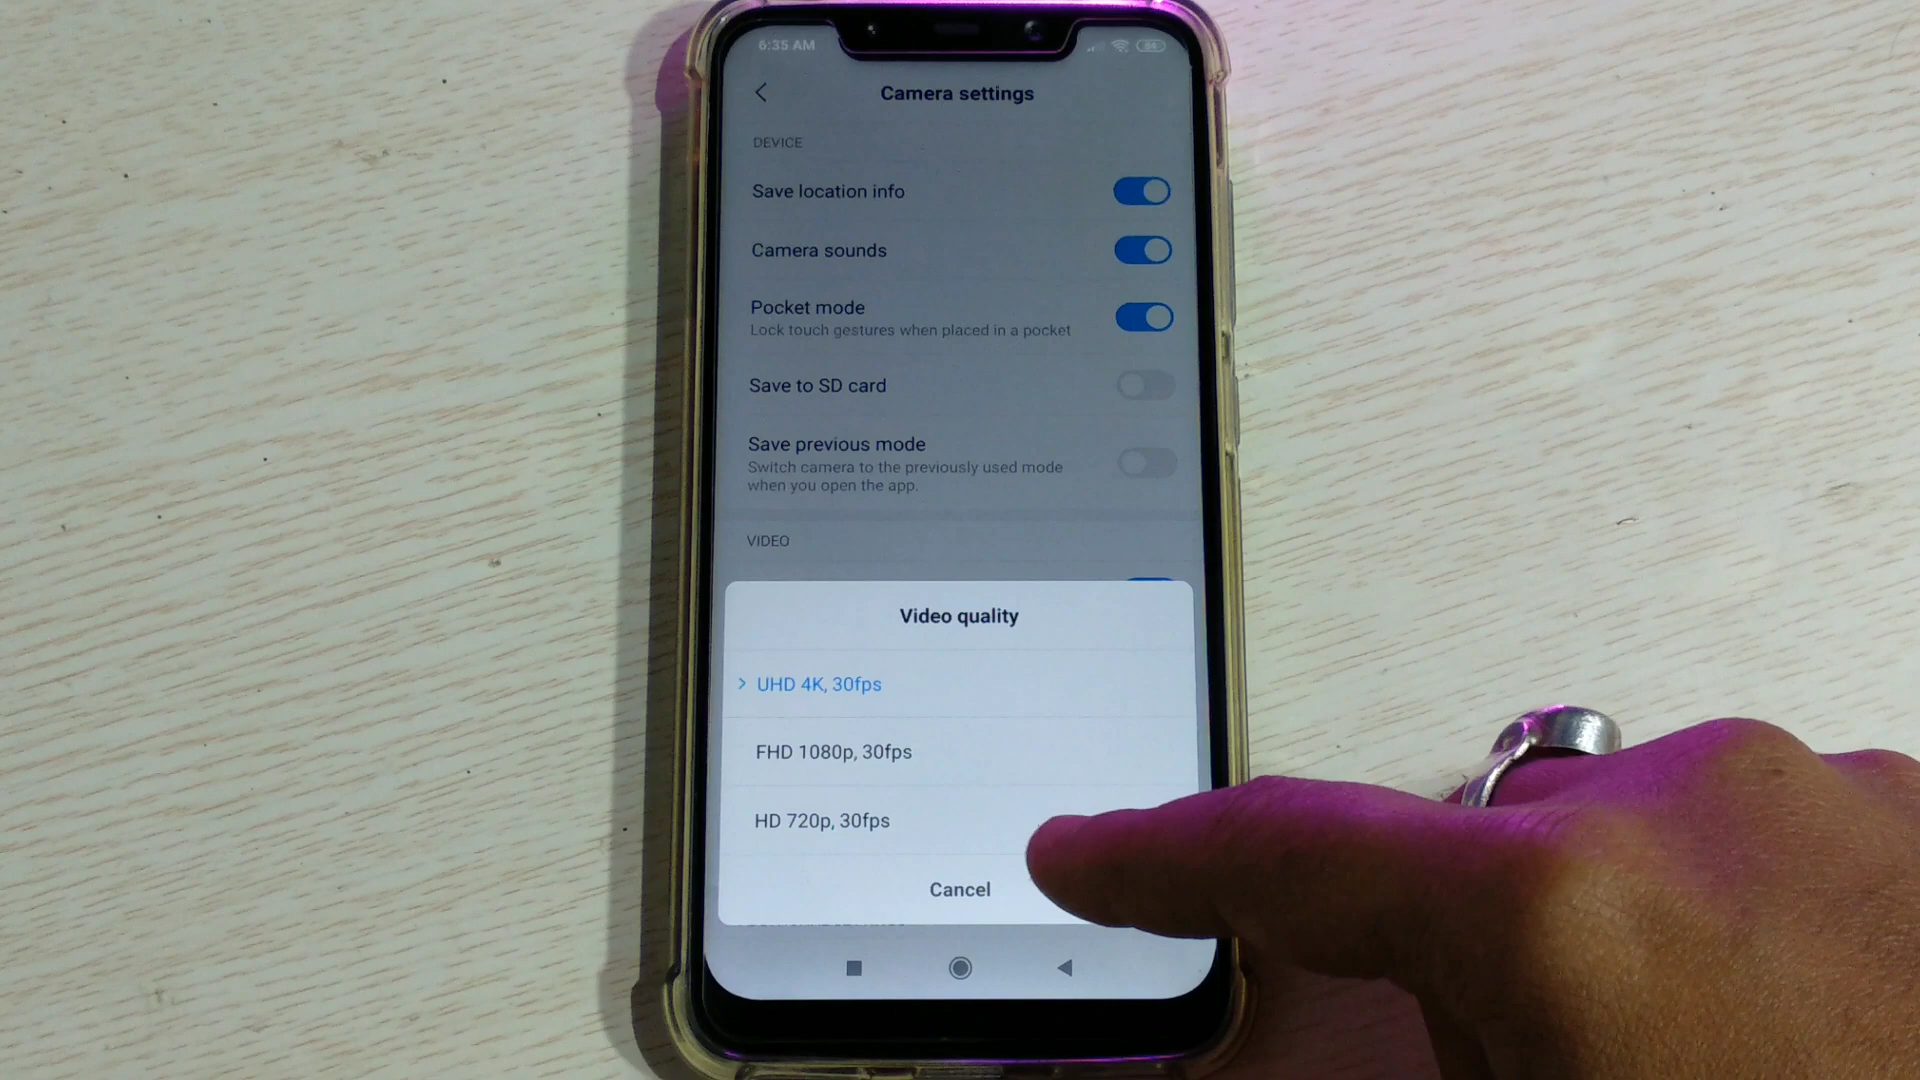 6:35 AM
84
Camera settings
DEVICE
Save location info
Camera sounds
Pocket mode
Lock touch gestures when placed in a pocket
Save to SD card
Save previous mode
Switch camera to the previously used mode
when you open the app.
VIDEO
Video quality
UHD 4K, 30fps
FHD 1080p, 30fps
HD 720p, 30fps
Cancel